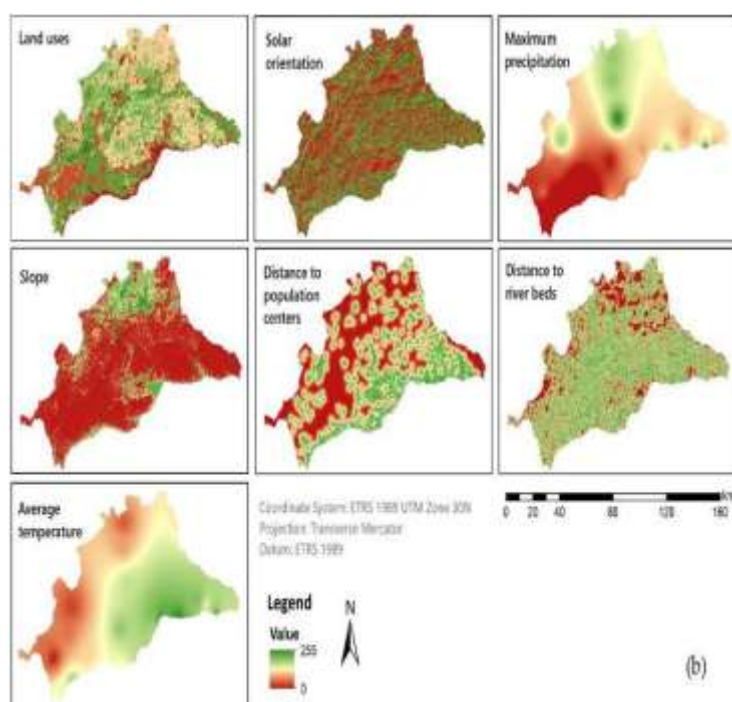 Land uses
Solar
orientation
Maximum
precipitation
Slope
Distance to
population
centers
Distance to
river beds
Average
temperature
Coordinate System: ETRS 1989 UTM Zone 30N
Projection: Transverse Mercator
Datum: ETRS 1989
km
0 20 40 80 120 160
Legend
Value
255
0
N
(b)